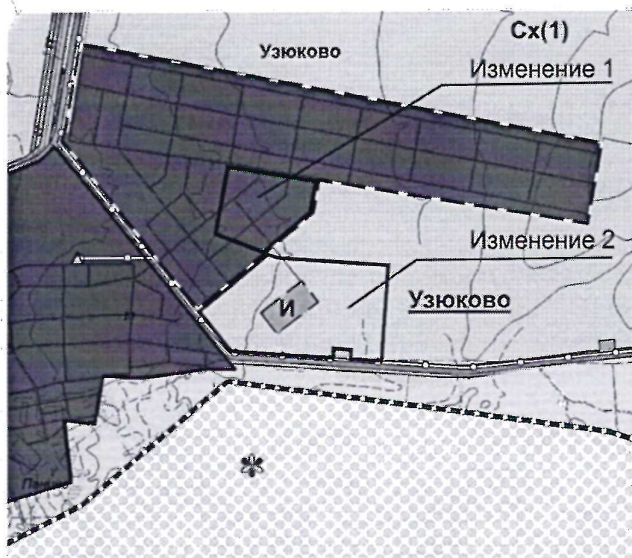 Сх(1)
Узюково
Изменение 1
Изменение 2
Узюково
И